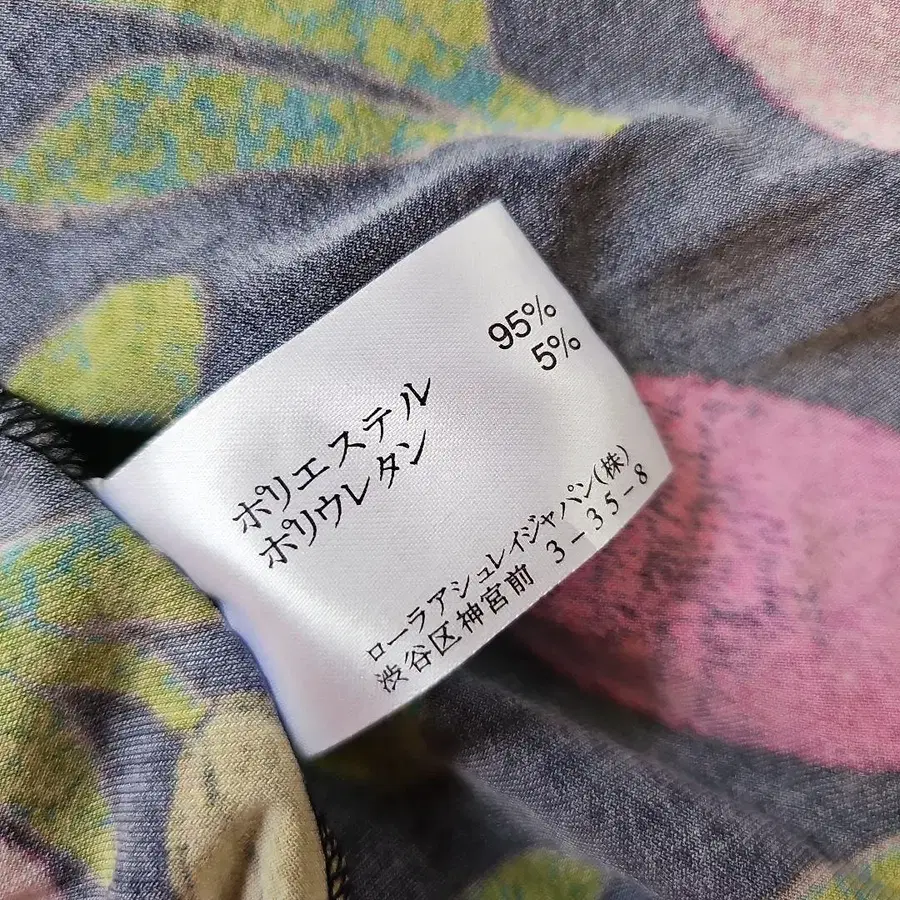 ポリエステル 95%
ポリウレタン 5%
ローラアシュレイジャパン(株)
渋谷区神宮前 3-35-8